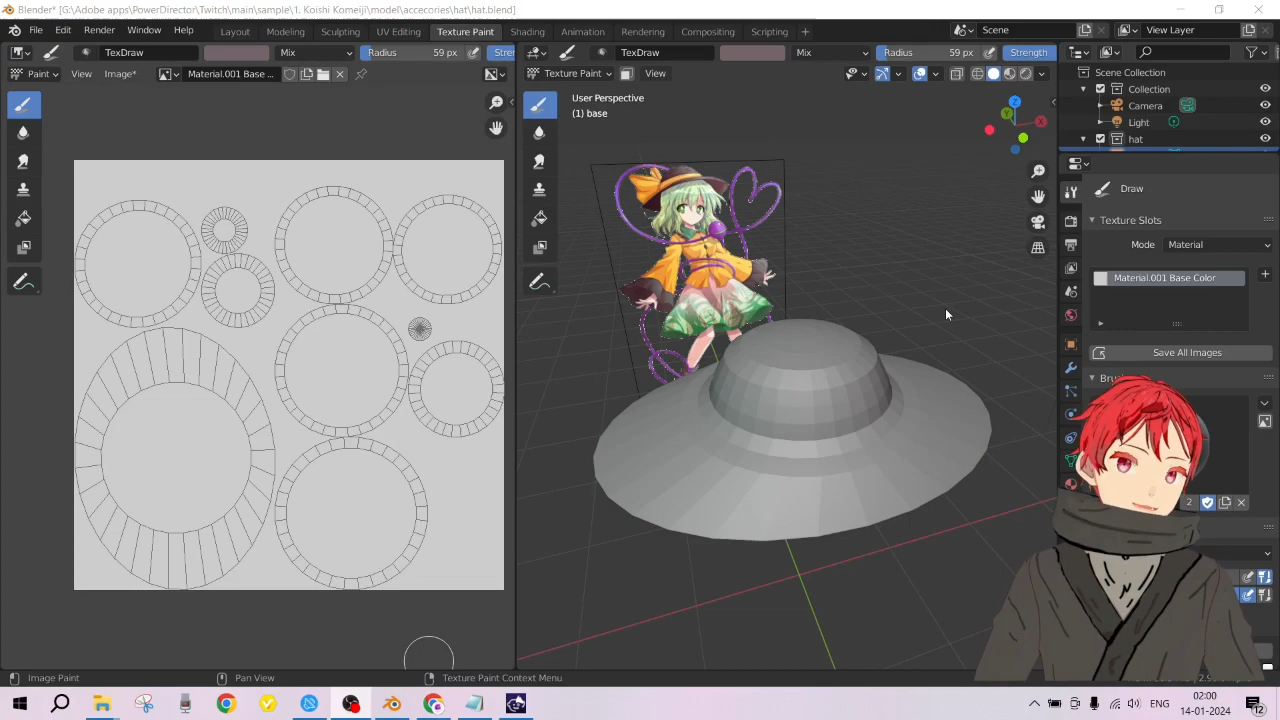 Blender* [G:\Adobe apps\PowerDirector\Twitch\main\sample\1. Koishi Komeiji\model\accecories\hat\hat.blend]
File Edit Render Window Help Layout Modeling Sculpting UV Editing Texture Paint Shading Animation Rendering Compositing Scripting + Scene View Layer
TexDraw Mix Radius 59 px TexDraw Mix Radius 59 px Strength
Paint View Image* Material.001 Base ... Texture Paint View
Scene Collection
Collection
Camera
Light
hat
User Perspective
(1) base
Z
Y
X
Draw
Texture Slots
Mode Material
Material.001 Base Color
Save All Images
2
Image Paint Pan View Texture Paint Context Menu
02:00
14-01-2024
12